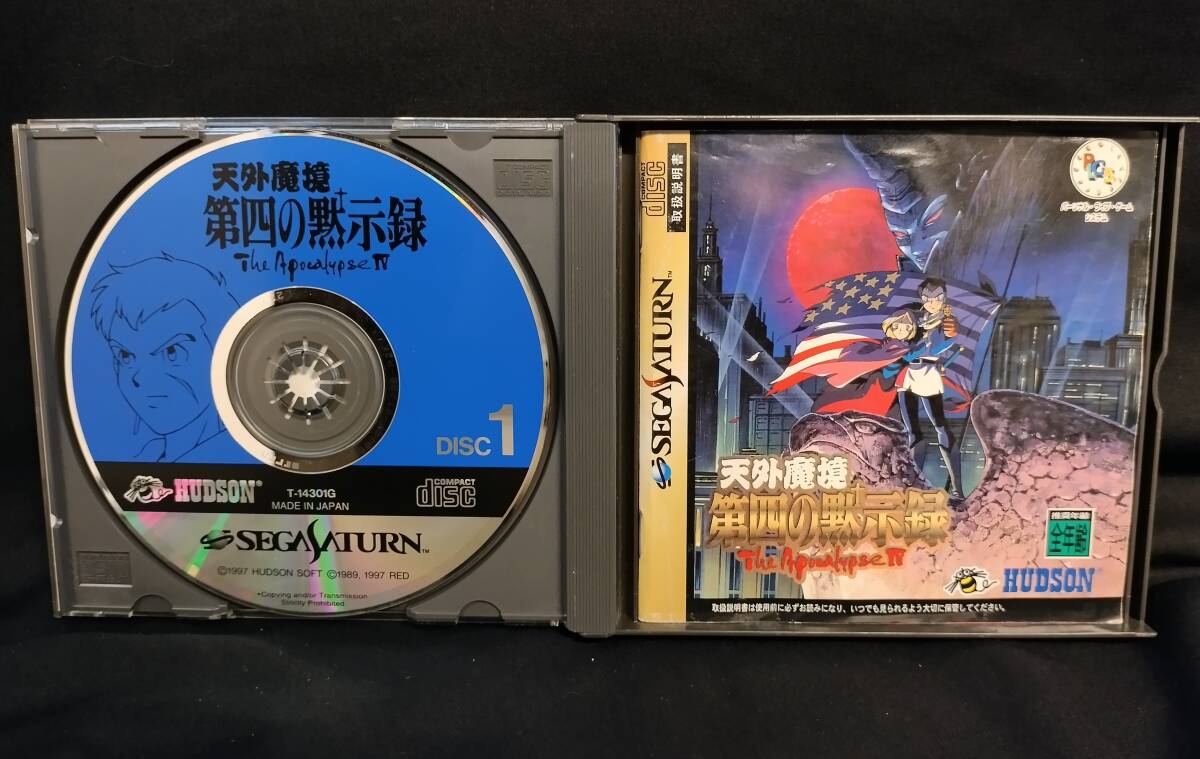 天外魔境
第四の黙示録
The Apocalypse IV
DISC 1
HUDSON®
T-14301G
MADE IN JAPAN
COMPACT
disc
SEGA SATURN™
©1997 HUDSON SOFT ©1989, 1997 RED
•Copying and/or Transmission
Strictly Prohibited
COMPACT
disc
取扱説明書
SEGA SATURN™
パーソナル・ライブ・ゲーム
システム
天外魔境
第四の黙示録
The Apocalypse IV
推奨年齢
全年齢
HUDSON®
取扱説明書は使用前に必ずお読みになり、いつでも見られるよう大切に保管してください。